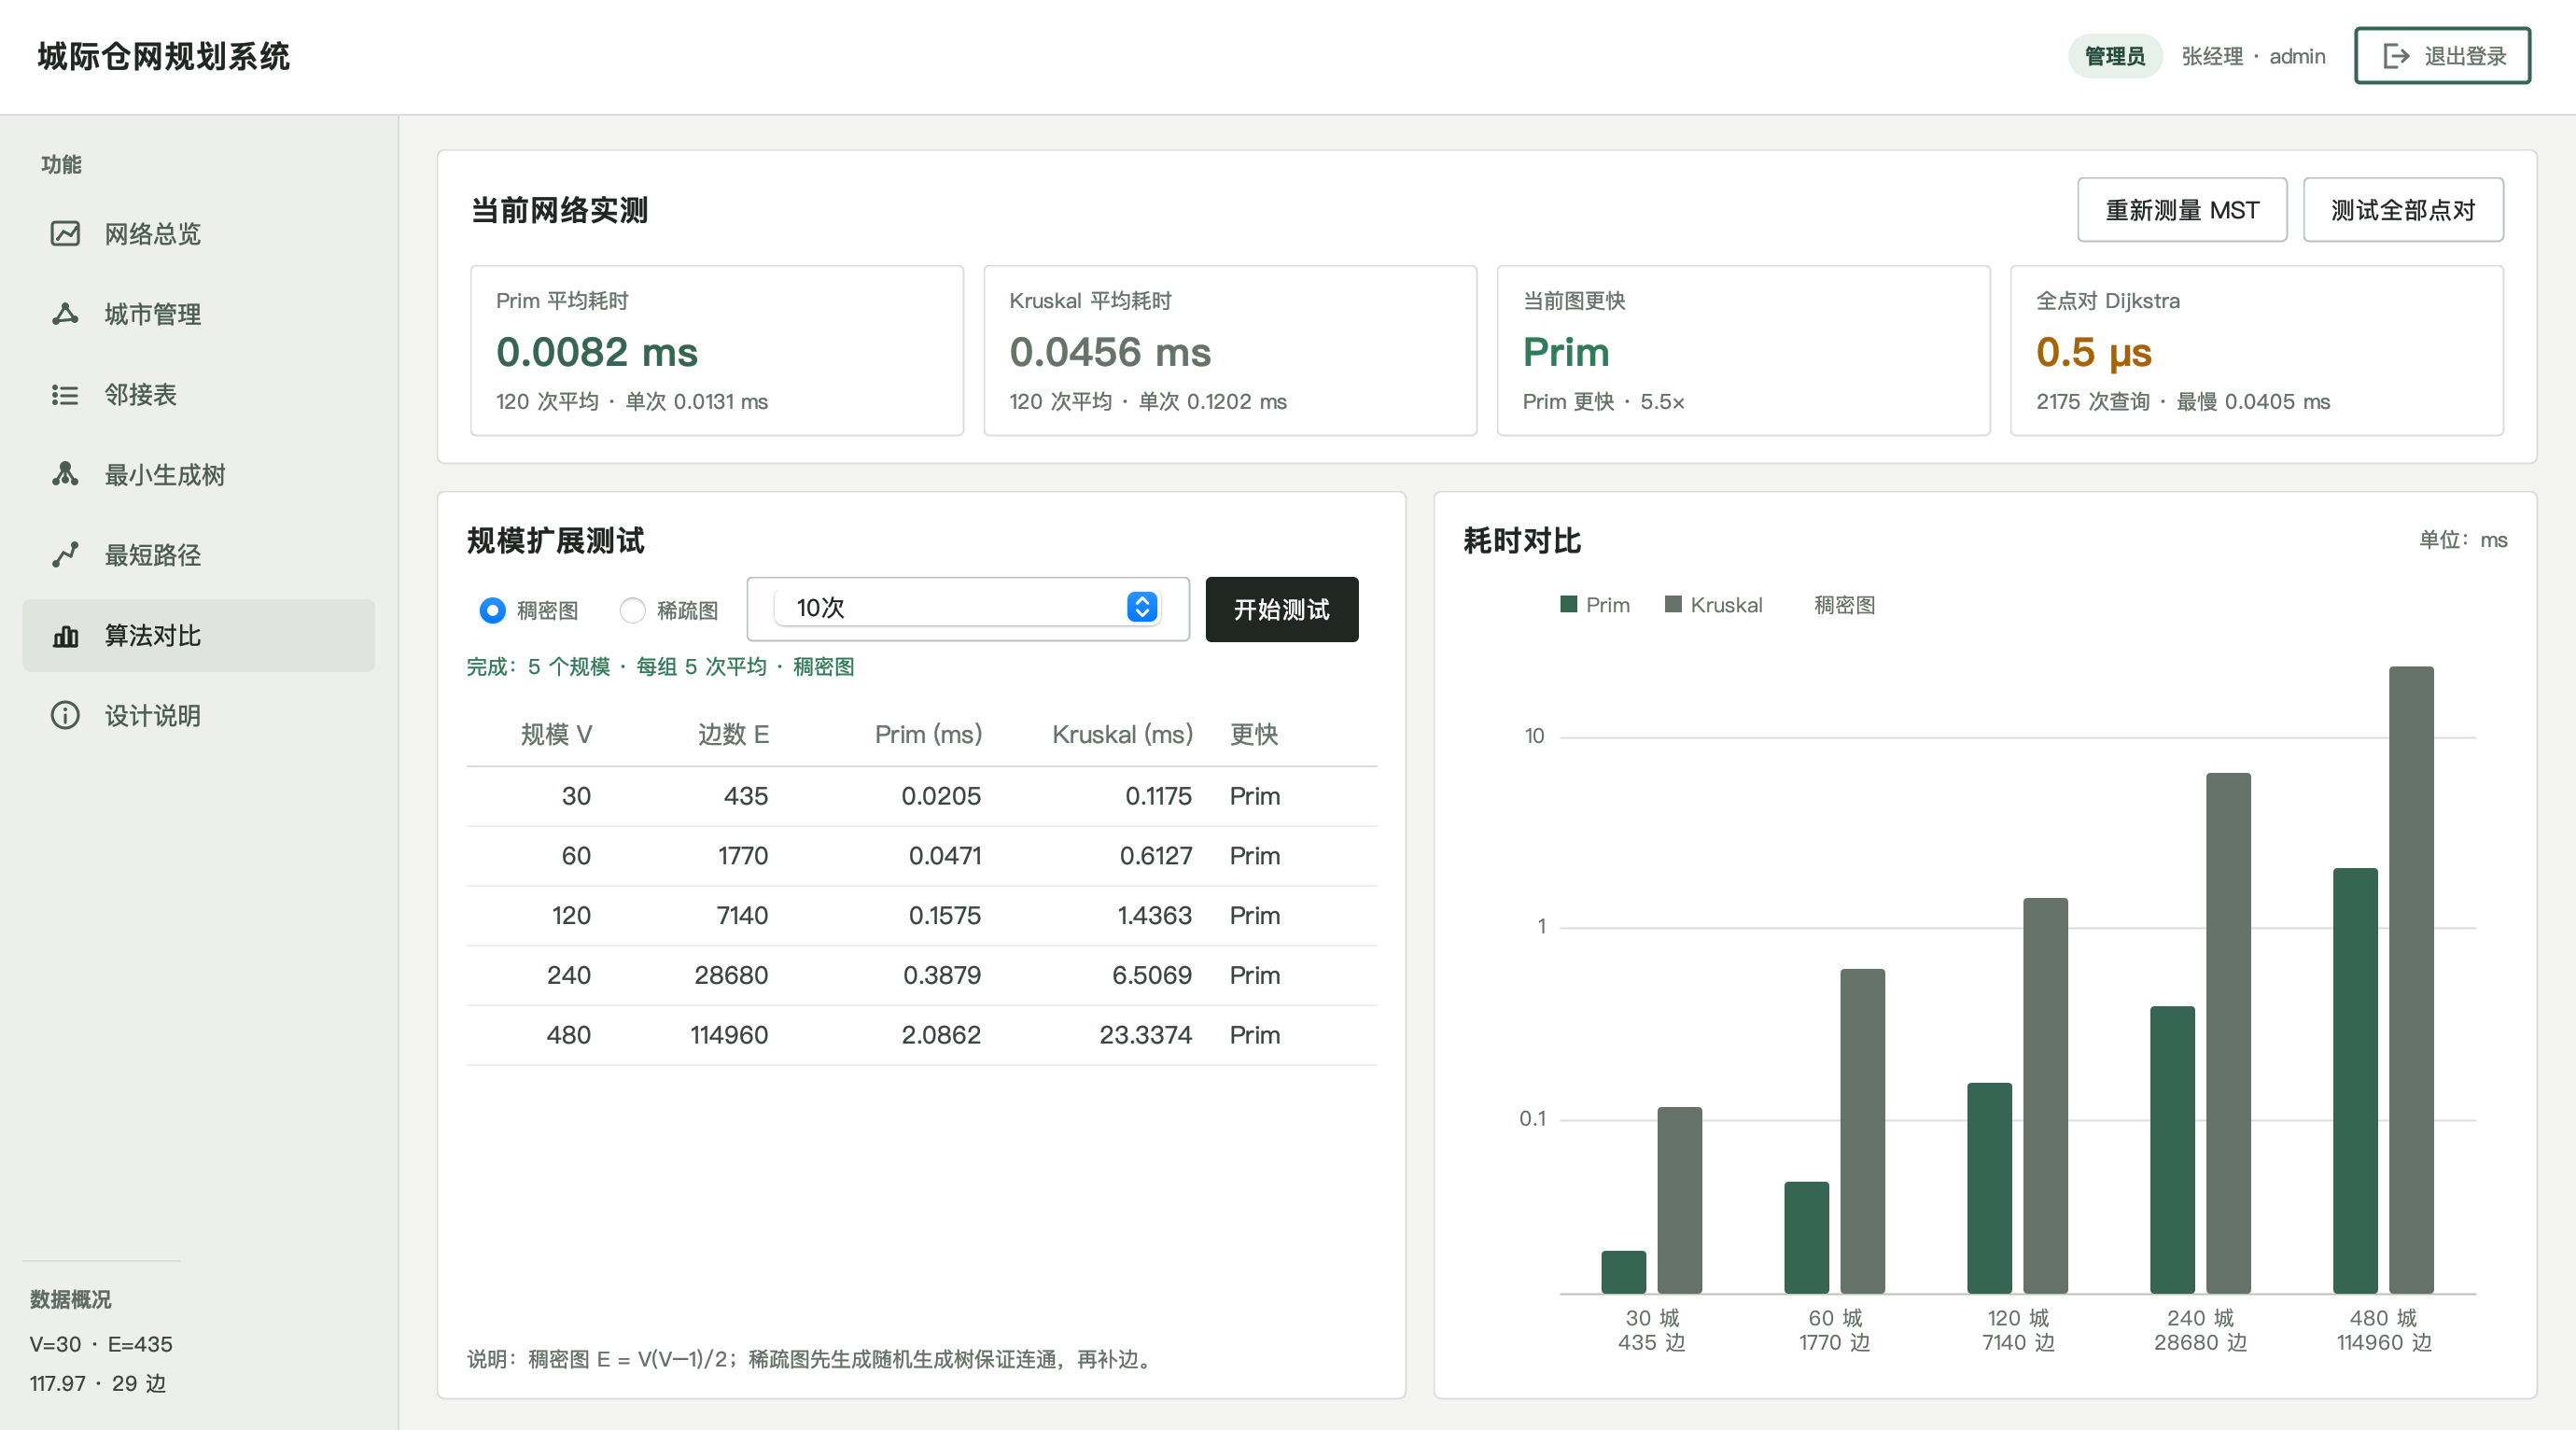 城际仓网规划系统
管理员 张经理 · admin 退出登录
功能
网络总览
城市管理
邻接表
最小生成树
最短路径
算法对比
设计说明
数据概况
V=30 · E=435
117.97 · 29 边
当前网络实测
重新测量 MST 测试全部点对
Prim 平均耗时
0.0082 ms
120 次平均 · 单次 0.0131 ms
Kruskal 平均耗时
0.0456 ms
120 次平均 · 单次 0.1202 ms
当前图更快
Prim
Prim 更快 · 5.5×
全点对 Dijkstra
0.5 μs
2175 次查询 · 最慢 0.0405 ms
规模扩展测试
稠密图 稀疏图 10次 开始测试
完成：5 个规模 · 每组 5 次平均 · 稠密图
规模 V 边数 E Prim (ms) Kruskal (ms) 更快
30 435 0.0205 0.1175 Prim
60 1770 0.0471 0.6127 Prim
120 7140 0.1575 1.4363 Prim
240 28680 0.3879 6.5069 Prim
480 114960 2.0862 23.3374 Prim
说明：稠密图 E = V(V−1)/2；稀疏图先生成随机生成树保证连通，再补边。
耗时对比
单位：ms
Prim Kruskal 稠密图
10
1
0.1
30 城 60 城 120 城 240 城 480 城
435 边 1770 边 7140 边 28680 边 114960 边